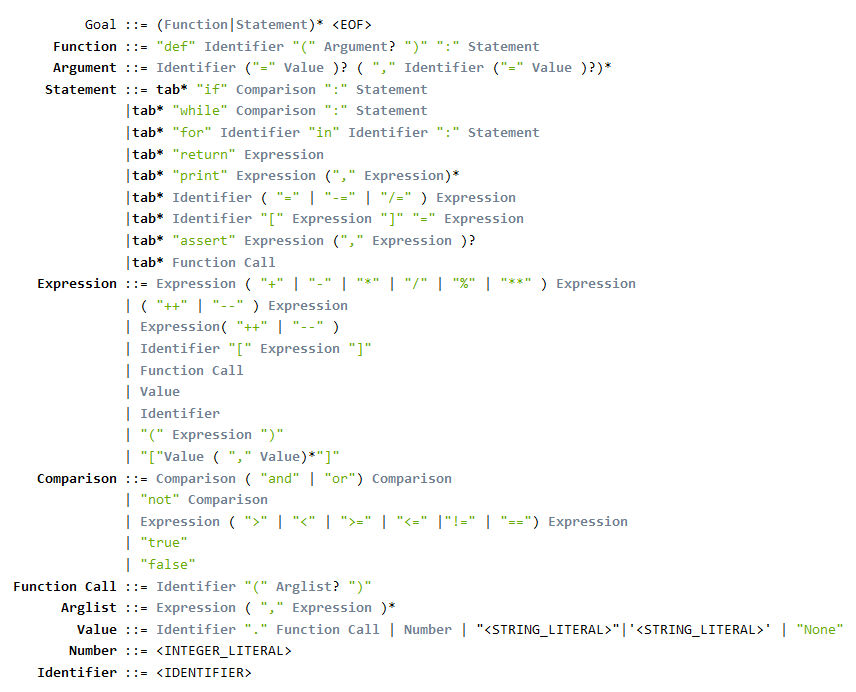 Goal ::= (Function|Statement)* <EOF>
Function ::= "def" Identifier "(" Argument? ")" ":" Statement
Argument ::= Identifier ("=" Value )? ( "," Identifier ("=" Value )?)*
Statement ::= tab* "if" Comparison ":" Statement
|tab* "while" Comparison ":" Statement
|tab* "for" Identifier "in" Identifier ":" Statement
|tab* "return" Expression
|tab* "print" Expression ("," Expression)*
|tab* Identifier ( "=" | "-=" | "/=" ) Expression
|tab* Identifier "[" Expression "]" "=" Expression
|tab* "assert" Expression ("," Expression )?
|tab* Function Call
Expression ::= Expression ( "+" | "-" | "*" | "/" | "%" | "**" ) Expression
| ( "++" | "--" ) Expression
| Expression( "++" | "--" )
| Identifier "[" Expression "]"
| Function Call
| Value
| Identifier
| "(" Expression ")"
| "["Value ( "," Value)*"]"
Comparison ::= Comparison ( "and" | "or") Comparison
| "not" Comparison
| Expression ( ">" | "<" | ">=" | "<=" |"!=" | "==") Expression
| "true"
| "false"
Function Call ::= Identifier "(" Arglist? ")"
Arglist ::= Expression ( "," Expression )*
Value ::= Identifier "." Function Call | Number | "<STRING_LITERAL>"|'<STRING_LITERAL>' | "None"
Number ::= <INTEGER_LITERAL>
Identifier ::= <IDENTIFIER>